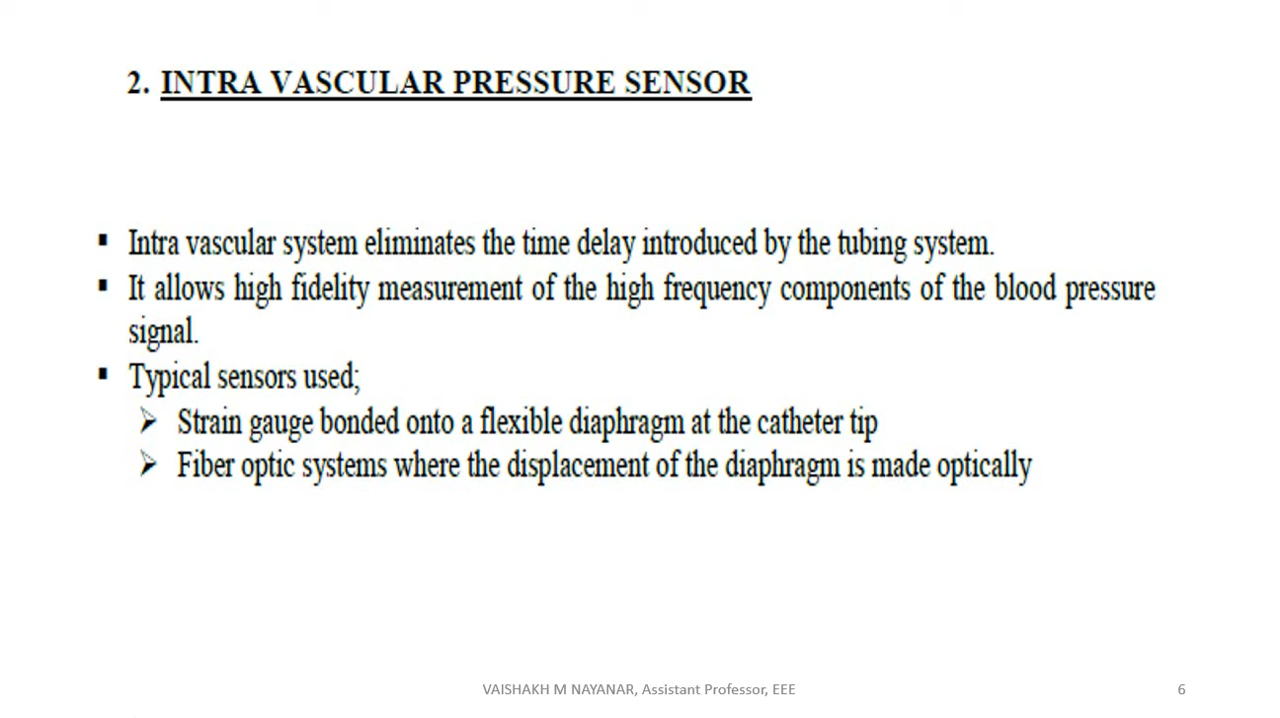 2. INTRA VASCULAR PRESSURE SENSOR
▪ Intra vascular system eliminates the time delay introduced by the tubing system.
▪ It allows high fidelity measurement of the high frequency components of the blood pressure
signal.
▪ Typical sensors used;
➢ Strain gauge bonded onto a flexible diaphragm at the catheter tip
➢ Fiber optic systems where the displacement of the diaphragm is made optically
VAISHAKH M NAYANAR, Assistant Professor, EEE
6